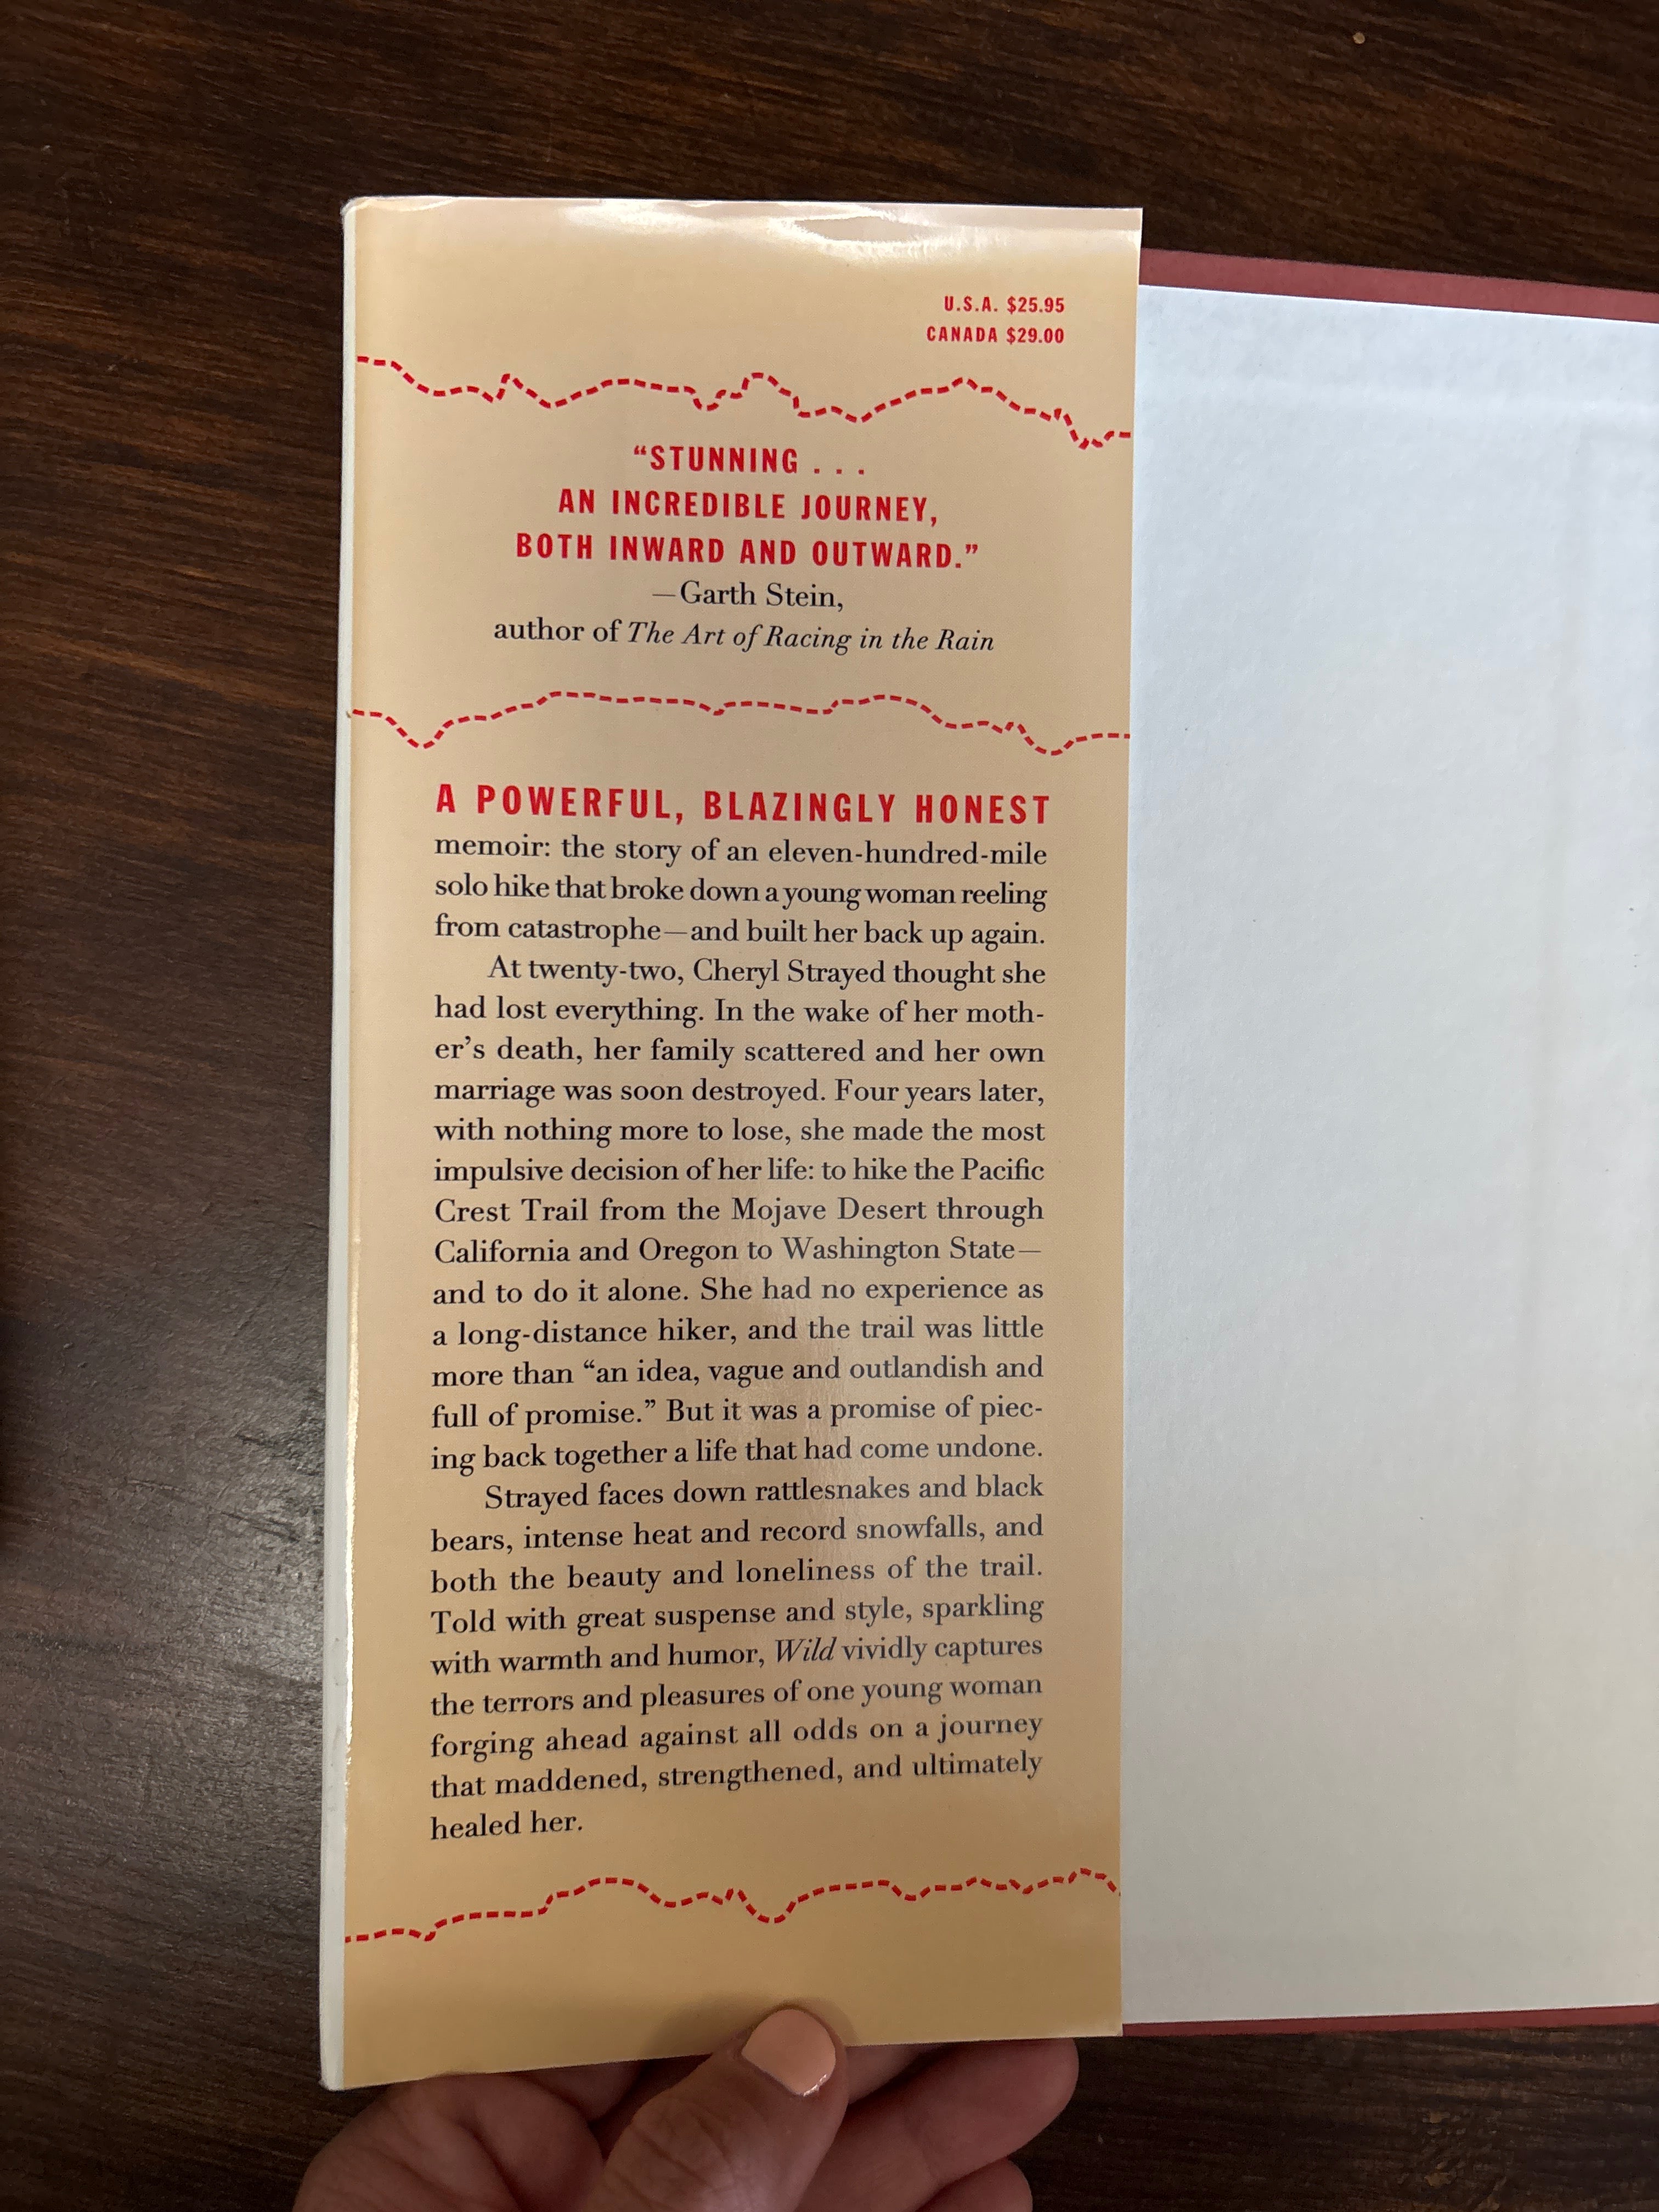 U.S.A. $25.95
CANADA $29.00
“STUNNING . . .
AN INCREDIBLE JOURNEY,
BOTH INWARD AND OUTWARD.”
—Garth Stein,
author of The Art of Racing in the Rain
A POWERFUL, BLAZINGLY HONEST
memoir: the story of an eleven-hundred-mile
solo hike that broke down a young woman reeling
from catastrophe—and built her back up again.
At twenty-two, Cheryl Strayed thought she
had lost everything. In the wake of her moth-
er’s death, her family scattered and her own
marriage was soon destroyed. Four years later,
with nothing more to lose, she made the most
impulsive decision of her life: to hike the Pacific
Crest Trail from the Mojave Desert through
California and Oregon to Washington State—
and to do it alone. She had no experience as
a long-distance hiker, and the trail was little
more than “an idea, vague and outlandish and
full of promise.” But it was a promise of piec-
ing back together a life that had come undone.
Strayed faces down rattlesnakes and black
bears, intense heat and record snowfalls, and
both the beauty and loneliness of the trail.
Told with great suspense and style, sparkling
with warmth and humor, Wild vividly captures
the terrors and pleasures of one young woman
forging ahead against all odds on a journey
that maddened, strengthened, and ultimately
healed her.